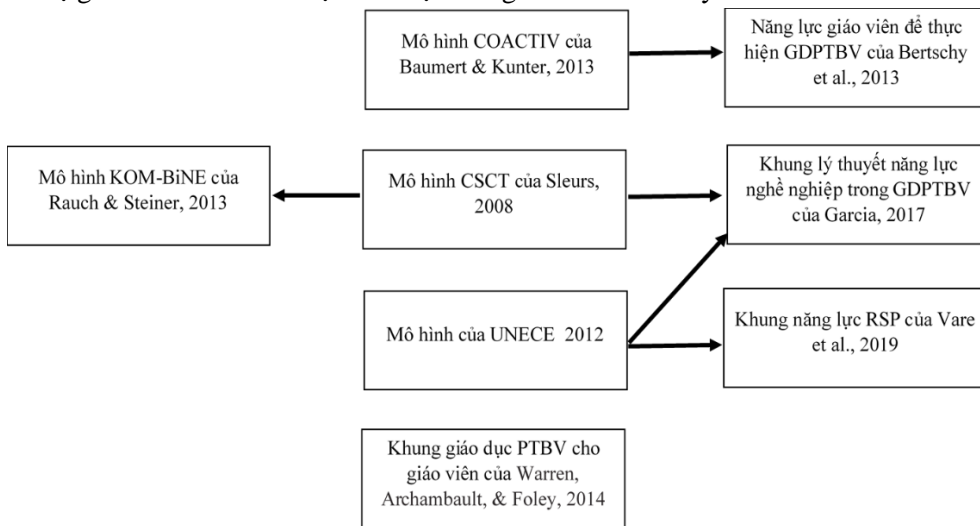 Mô hình COACTIV của
Baumert & Kunter, 2013
Năng lực giáo viên để thực
hiện GDPTBV của Bertschy
et al., 2013
Mô hình KOM-BiNE của
Rauch & Steiner, 2013
Mô hình CSCT của Sleurs,
2008
Khung lý thuyết năng lực
nghề nghiệp trong GDPTBV
của Garcia, 2017
Mô hình của UNECE 2012
Khung năng lực RSP của Vare
et al., 2019
Khung giáo dục PTBV cho
giáo viên của Warren,
Archambault, & Foley, 2014